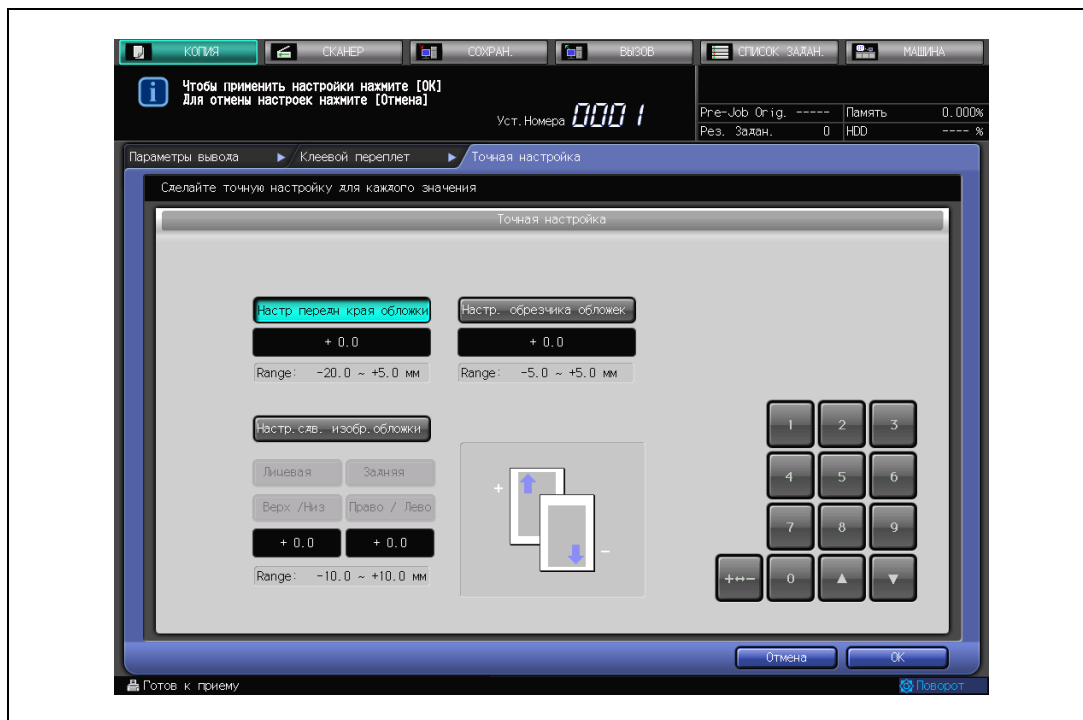 КОПИЯ СКАНЕР СОХРАН. ВЫЗОВ СПИСОК ЗАДАН. МАШИНА
Чтобы применить настройки нажмите [OK]
Для отмены настроек нажмите [Отмена]
Уст.Номера 0001
Pre-Job Orig. ----- Память 0.000%
Рез. Задан. 0 HDD ---- %
Параметры вывода Клеевой переплет Точная настройка
Сделайте точную настройку для каждого значения
Точная настройка
Настр передн края обложки Настр. обрезчика обложек
+ 0.0 + 0.0
Range: -20.0 ~ +5.0 мм Range: -5.0 ~ +5.0 мм
Настр.сдв. изобр.обложки
Лицевая Задняя
Верх /Низ Право / Лево
+ 0.0 + 0.0
Range: -10.0 ~ +10.0 мм
+
−
1 2 3
4 5 6
7 8 9
+↔− 0 ▲ ▼
Отмена OK
Готов к приему Поворот